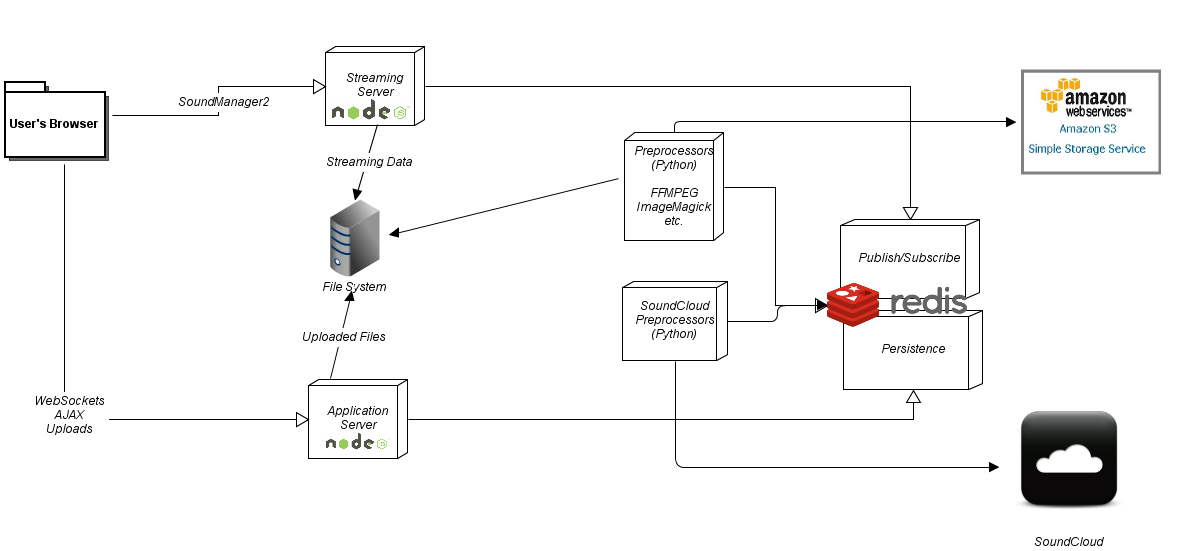 User's Browser
SoundManager2
Streaming
Server
node JS
Streaming Data
File System
Uploaded Files
WebSockets
AJAX
Uploads
Application
Server
node JS
Preprocessors
(Python)
FFMPEG
ImageMagick
etc.
SoundCloud
Preprocessors
(Python)
amazon
webservices™
Amazon S3
Simple Storage Service
Publish/Subscribe
redis
Persistence
SoundCloud